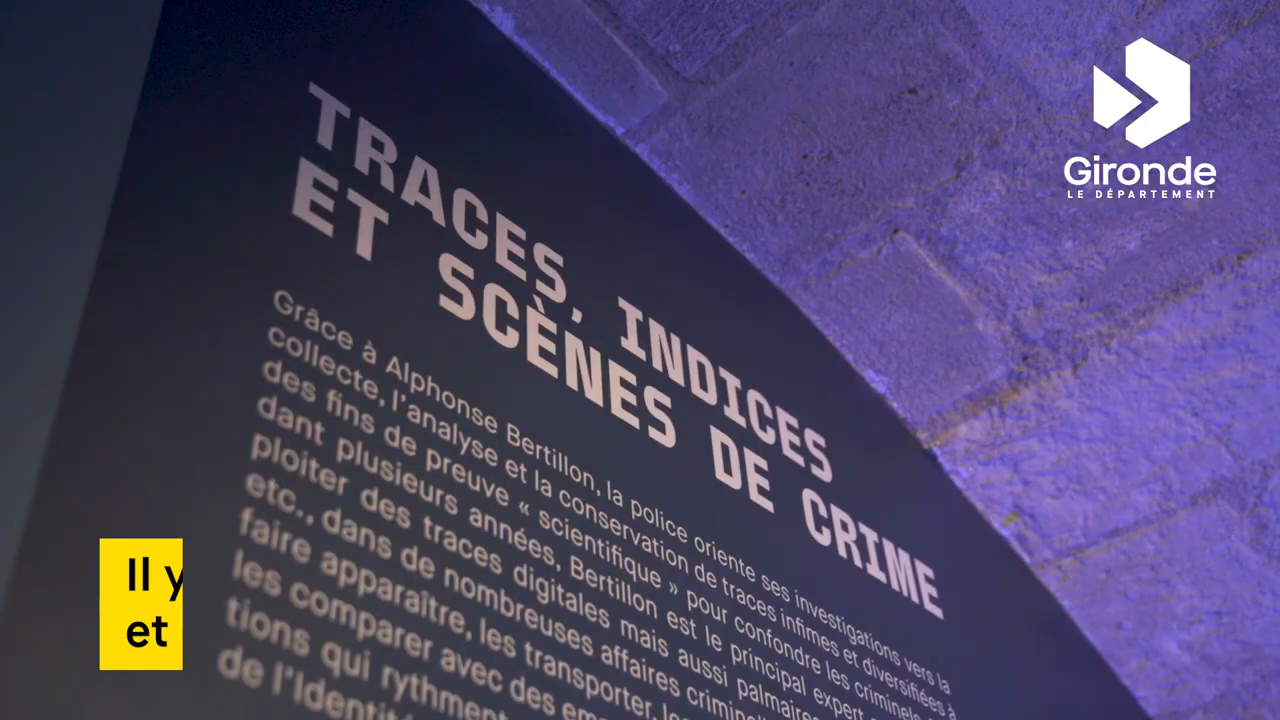 Gironde
LE DÉPARTEMENT
TRACES, INDICES
ET SCÈNES DE CRIME
Grâce à Alphonse Bertillon, la police oriente ses investigations vers la
collecte, l'analyse et la conservation de traces infimes et diversifiées à
des fins de preuve « scientifique » pour confondre les criminels
dant plusieurs années, Bertillon est le principal expert
ploiter des traces digitales mais aussi palmaires
etc., dans de nombreuses affaires
faire apparaître, les transporter,
les comparer avec des
tions qui rythment
de
Il y
et